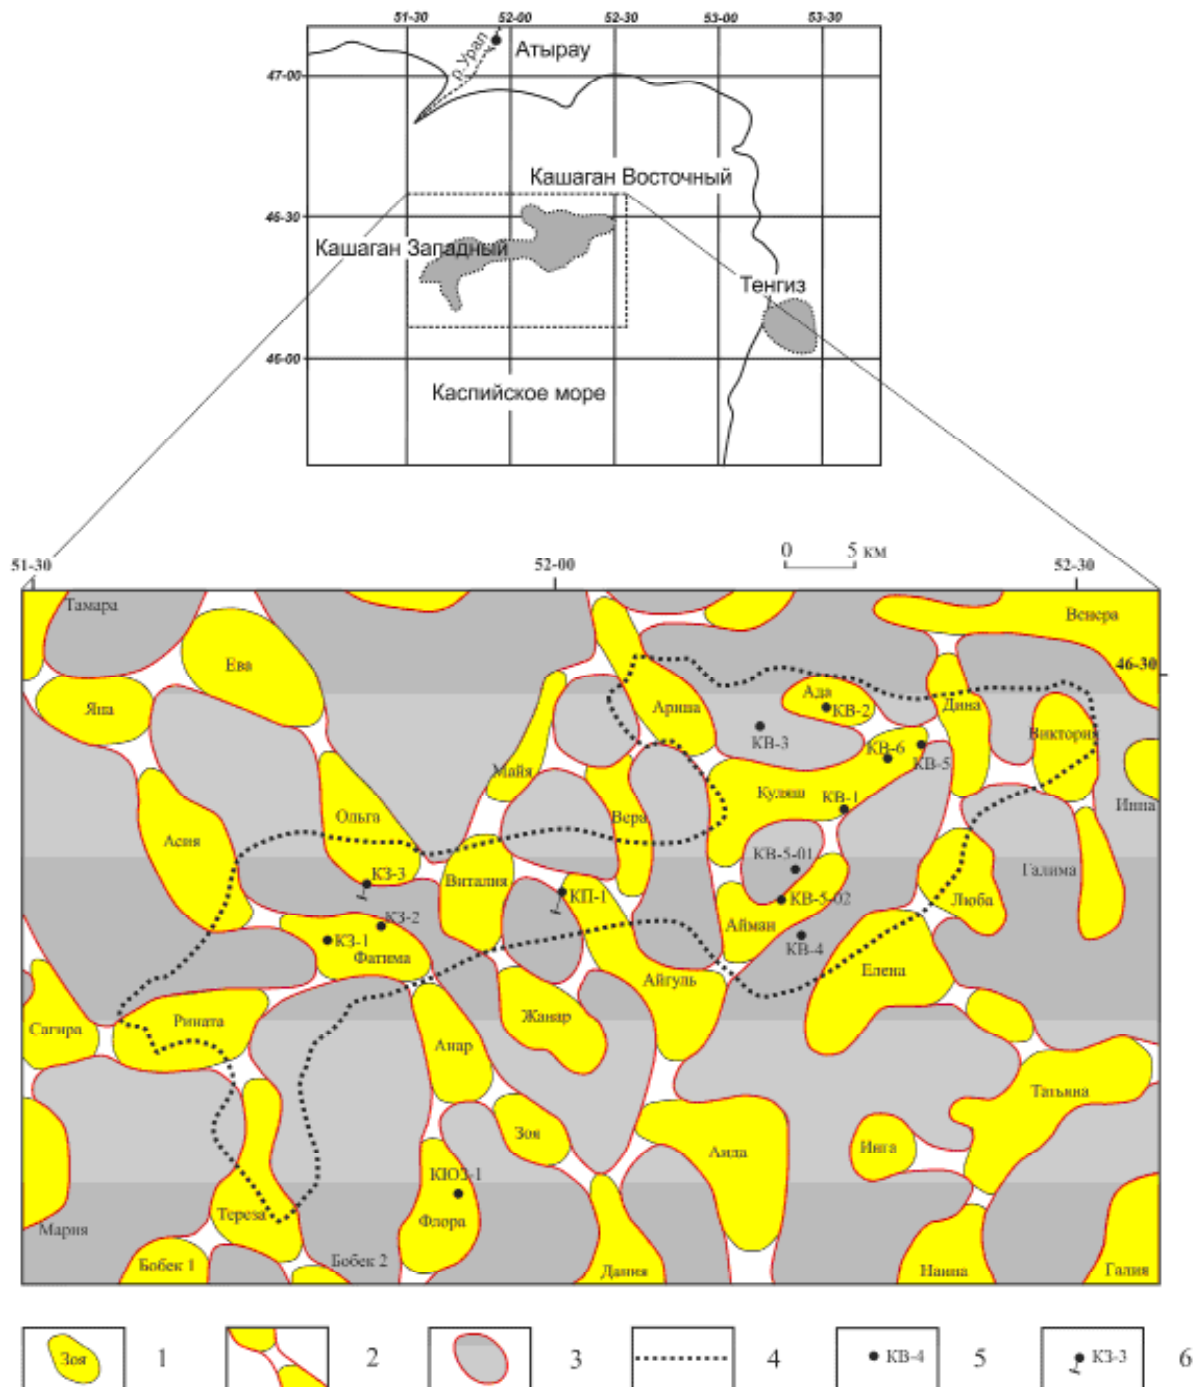 51-30 52-00 52-30 53-00 53-30
р.Урал
Атырау
47-00
Кашаган Восточный
46-30
Кашаган Западный
Тенгиз
46-00
Каспийское море
51-30 52-00 0 5 км 52-30
Тамара
Венера
Ева
46-30
Яна
Ариша
Ада
КВ-2
Дина
КВ-3
Виктория
КВ-6
КВ-5
Майя
Куляш
КВ-1
Инна
Ольга
Вера
Асия
КВ-5-01
КЗ-3
Виталия
КП-1
Галима
КВ-5-02
Люба
КЗ-2
КЗ-1
Фатима
Айман
КВ-4
Елена
Айгуль
Сагира
Рината
Жанар
Анар
Татьяна
Зоя
Инга
Аида
КЮЗ-1
Тереза
Флора
Мария
Бобек 1
Бобек 2
Дания
Наина
Галия
Зоя 1
2
3
4
КВ-4 5
КЗ-3 6